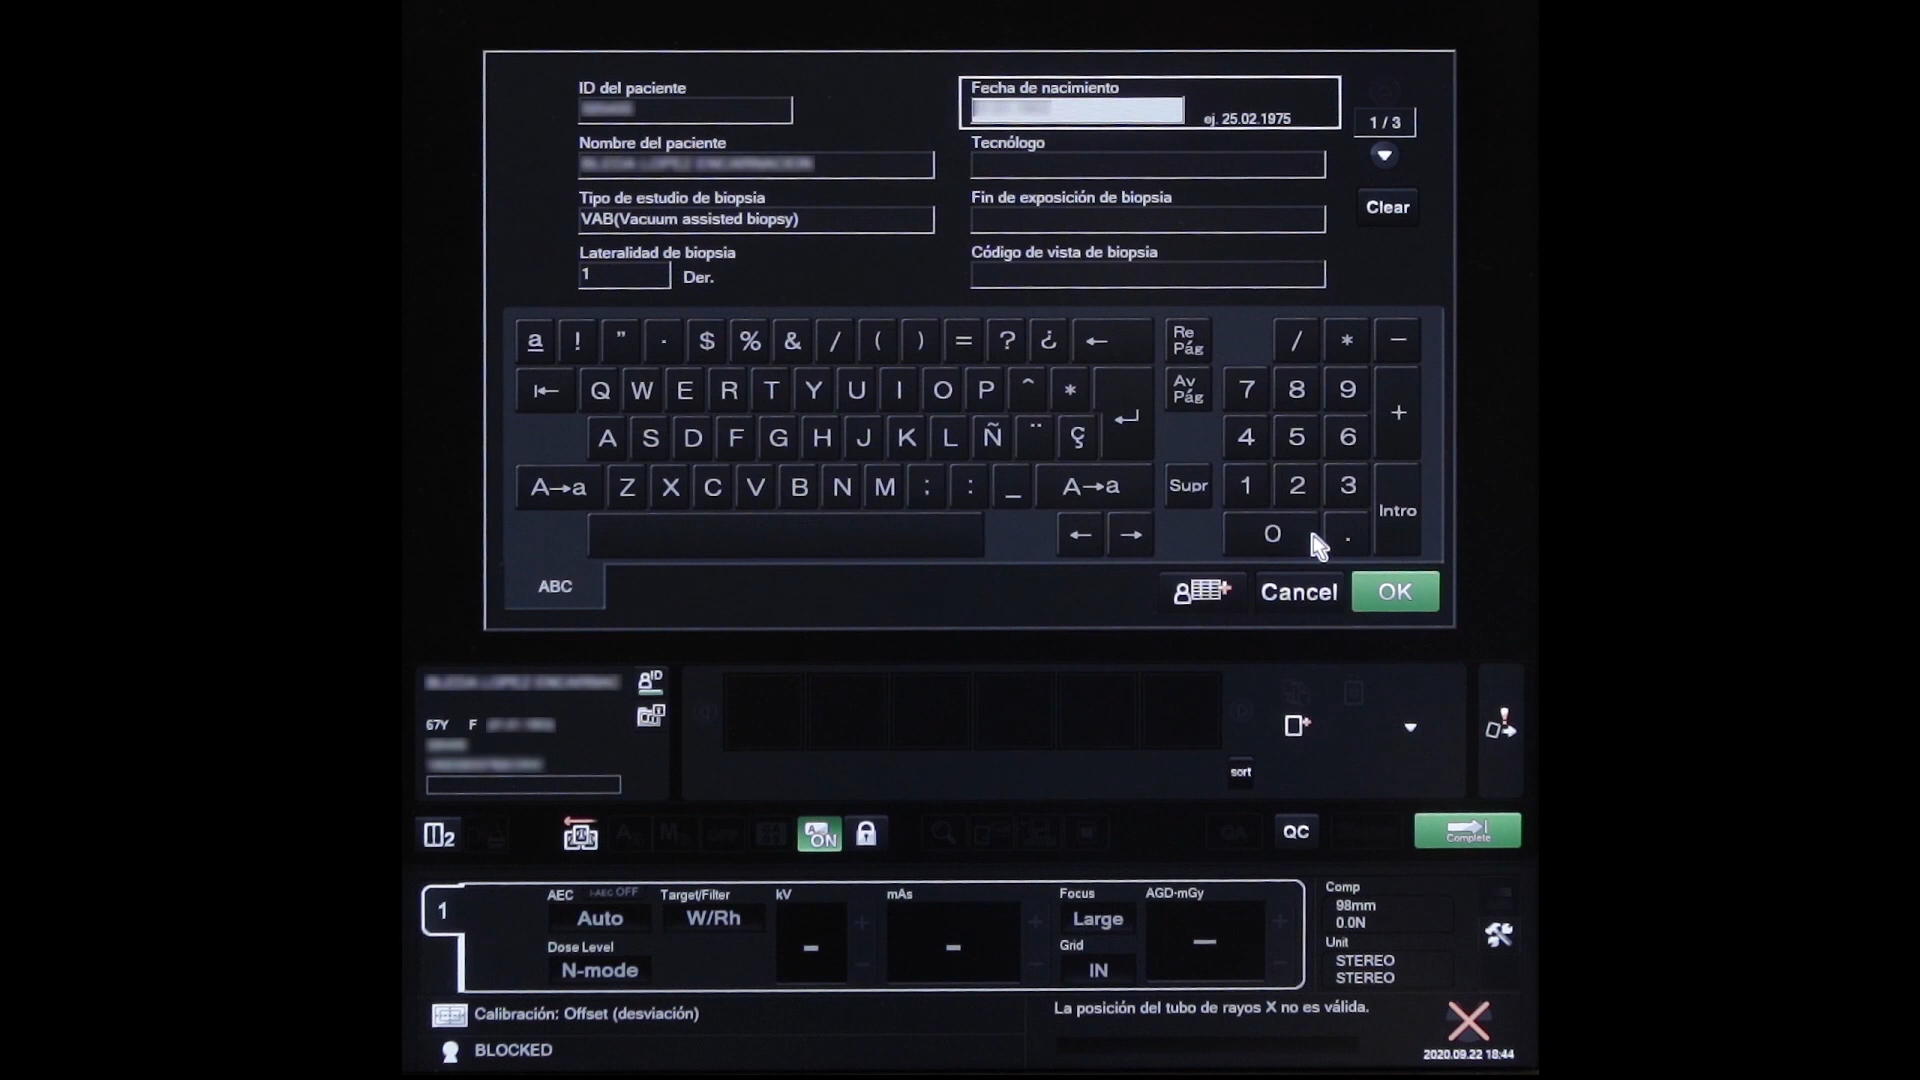 ID del paciente
Fecha de nacimiento
ej. 25.02.1975
1 / 3
Nombre del paciente
Tecnólogo
Tipo de estudio de biopsia
VAB(Vacuum assisted biopsy)
Fin de exposición de biopsia
Clear
Lateralidad de biopsia
1 Der.
Código de vista de biopsia
a ! " · $ % & / ( ) = ? ¿ ← Re Pág / * −
⇤ Q W E R T Y U I O P ^ * Av Pág 7 8 9 +
A S D F G H J K L Ñ ¨ Ç ↵ 4 5 6
A→a Z X C V B N M ; : _ A→a Supr 1 2 3 Intro
← → 0 .
ABC
Cancel
OK
ID
67Y F
sort
2
A ON
QC
Complete
1
AEC i-AEC OFF Target/Filter kV mAs Focus AGD-mGy
Auto W/Rh − − Large −
Dose Level Grid
N-mode IN
Comp
98mm
0.0N
Unit
STEREO
STEREO
Calibración: Offset (desviación)
La posición del tubo de rayos X no es válida.
BLOCKED
2020.09.22 18:44